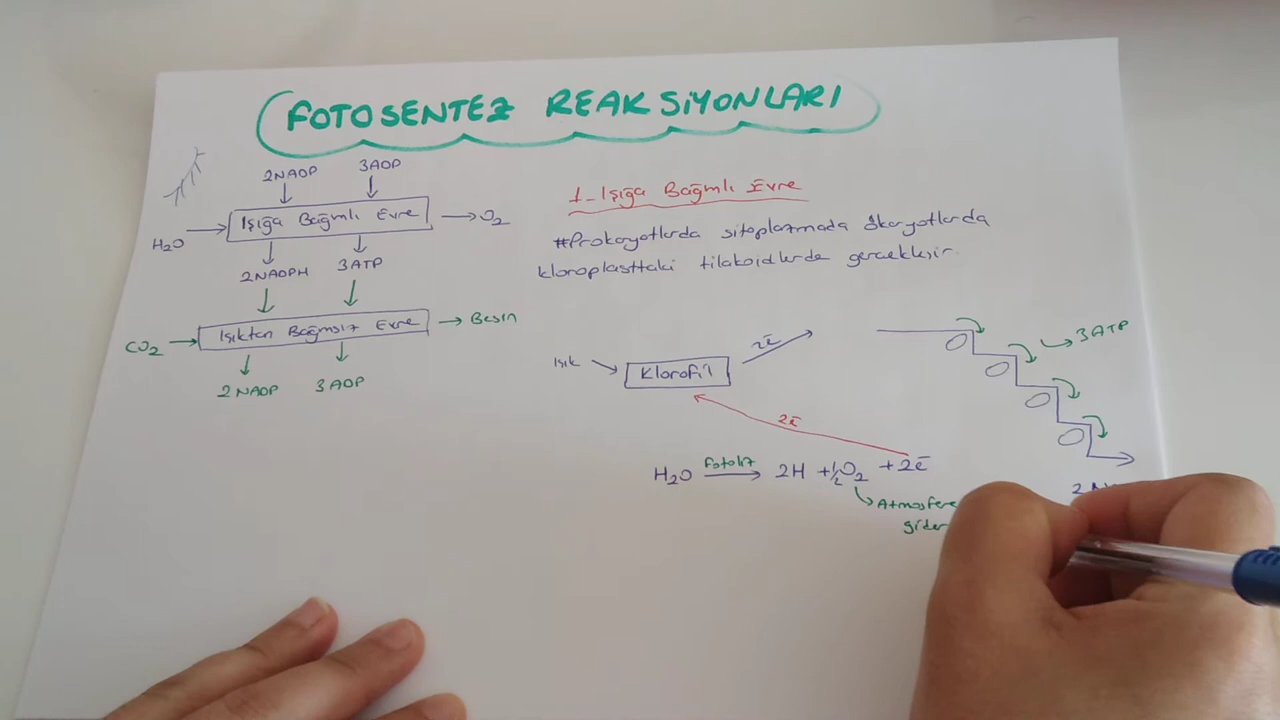 FOTOSENTEZ REAKSİYONLARI
2NADP 3ADP
H₂O Işığa Bağımlı Evre O₂
2NADPH 3ATP
CO₂ Işıktan Bağımsız Evre Besin
2NADP 3ADP
1- Işığa Bağımlı Evre
#Prokaryotlarda sitoplazmada ökaryotlarda
kloroplasttaki tilakoidlerde gerçekleşir.
Işık Klorofil 2e⁻
3ATP
2e⁻
H₂O Fotoliz 2H + ½O₂ + 2e⁻
Atmosfere
gider